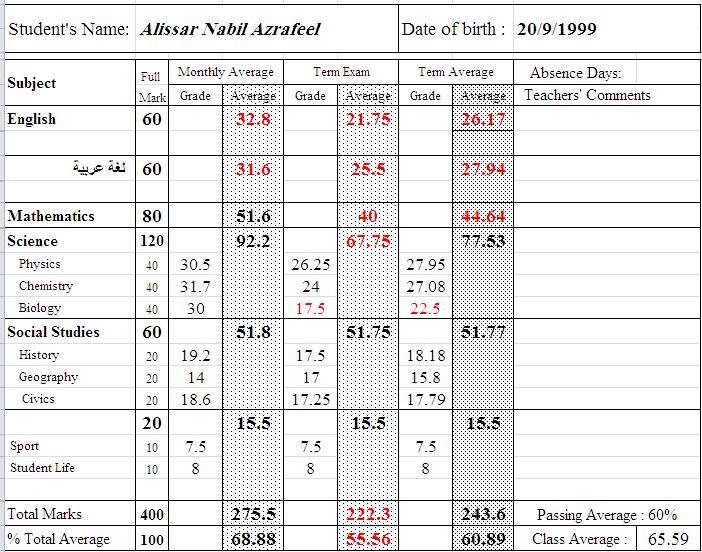 Student's Name: Alissar Nabil Azrafeel Date of birth : 20/9/1999
Subject Full Mark Monthly Average Term Exam Term Average Absence Days:
Grade Average Grade Average Grade Average Teachers' Comments
English 60 32.8 21.75 26.17
لغة عربية 60 31.6 25.5 27.94
Mathematics 80 51.6 40 44.64
Science 120 92.2 67.75 77.53
Physics 40 30.5 26.25 27.95
Chemistry 40 31.7 24 27.08
Biology 40 30 17.5 22.5
Social Studies 60 51.8 51.75 51.77
History 20 19.2 17.5 18.18
Geography 20 14 17 15.8
Civics 20 18.6 17.25 17.79
20 15.5 15.5 15.5
Sport 10 7.5 7.5 7.5
Student Life 10 8 8 8
Total Marks 400 275.5 222.3 243.6 Passing Average : 60%
% Total Average 100 68.88 55.56 60.89 Class Average : 65.59